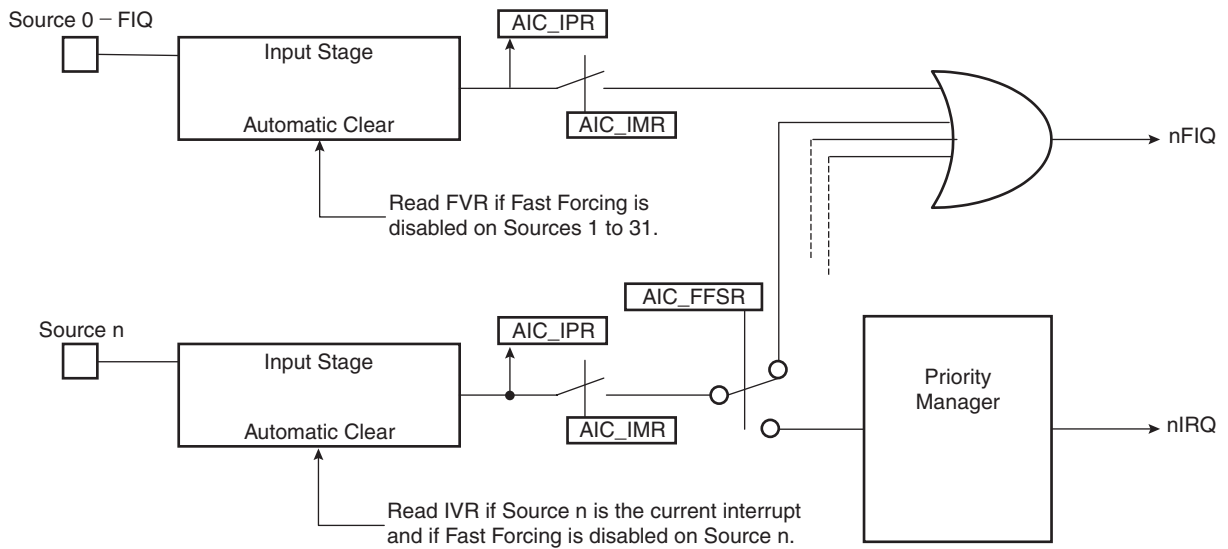 Source 0 – FIQ
AIC_IPR
Input Stage
Automatic Clear
AIC_IMR
nFIQ
Read FVR if Fast Forcing is
disabled on Sources 1 to 31.
AIC_FFSR
Source n
AIC_IPR
Input Stage
Priority
Manager
Automatic Clear
AIC_IMR
nIRQ
Read IVR if Source n is the current interrupt
and if Fast Forcing is disabled on Source n.